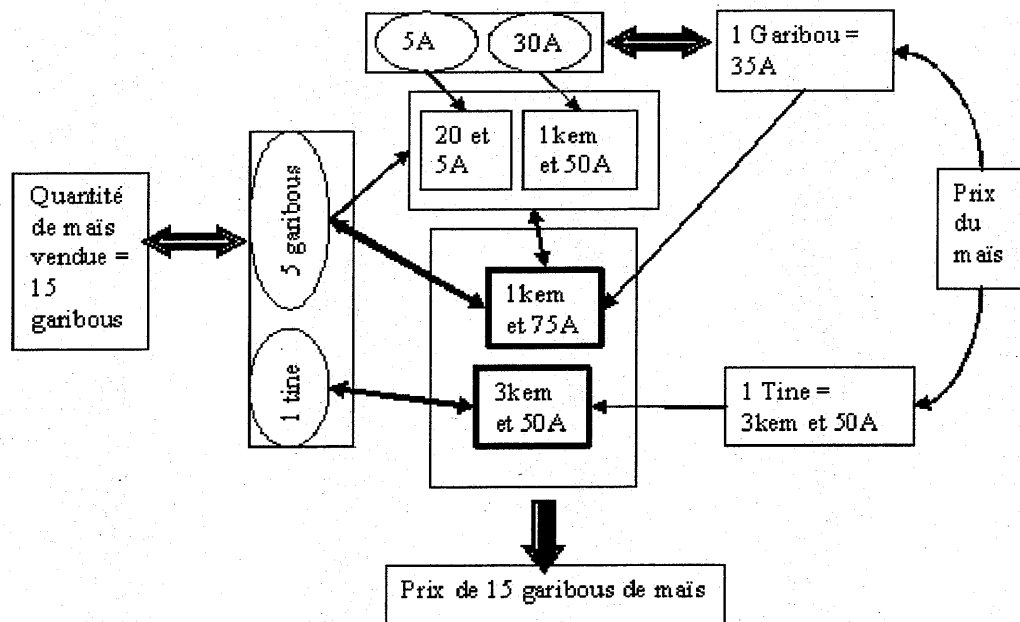 5A
30A
1 Garibou =
35A
20 et
5A
1kem
et 50A
Quantité
de maïs
vendue =
15
garibous
5 garibous
Prix
du
maïs
1kem
et 75A
1 tine
3kem
et 50A
1 Tine =
3kem et 50A
Prix de 15 garibous de maïs